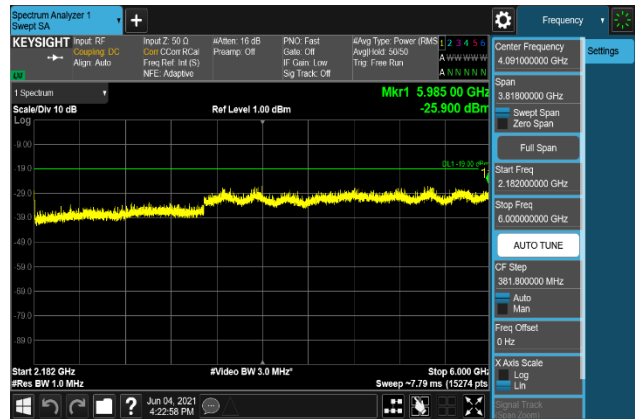 Spectrum Analyzer 1
Swept SA
+
Frequency
KEYSIGHT
Input: RF
Coupling: DC
Align: Auto
Input Z: 50 Ω
Corr CCorr RCal
Freq Ref: Int (S)
NFE: Adaptive
#Atten: 16 dB
Preamp: Off
PNO: Fast
Gate: Off
IF Gain: Low
Sig Track: Off
#Avg Type: Power (RMS
Avg|Hold: 50/50
Trig: Free Run
1 2 3 4 5 6
A W W W W W
A N N N N N
LW
Center Frequency
4.091000000 GHz
Settings
1 Spectrum
Scale/Div 10 dB
Log
Ref Level 1.00 dBm
Mkr1 5.985 00 GHz
-25.900 dBm
Span
3.81800000 GHz
Swept Span
Zero Span
Full Span
Start Freq
2.182000000 GHz
Stop Freq
6.000000000 GHz
AUTO TUNE
CF Step
381.800000 MHz
Auto
Man
Freq Offset
0 Hz
X Axis Scale
Log
Lin
Signal Track
(Span Zoom)
-9.00
-19.0
DL1 -19.00 dBm
1
-29.0
-39.0
-49.0
-59.0
-69.0
-79.0
-89.0
Start 2.182 GHz
#Res BW 1.0 MHz
#Video BW 3.0 MHz*
Stop 6.000 GHz
Sweep ~7.79 ms (15274 pts
?
Jun 04, 2021
4:22:58 PM